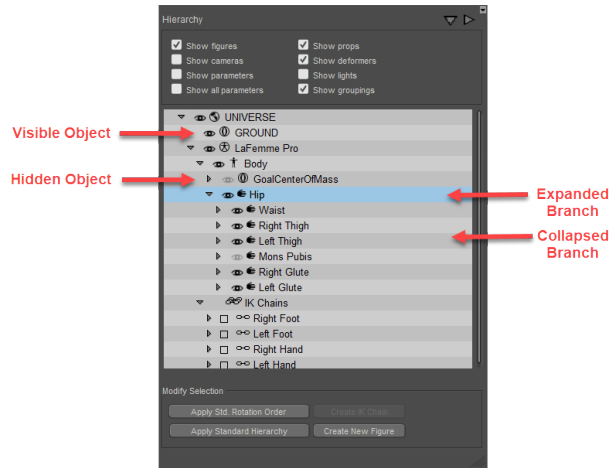 Hierarchy
Show figures Show props
Show cameras Show deformers
Show parameters Show lights
Show all parameters Show groupings
UNIVERSE
Visible Object GROUND
LaFemme Pro
Body
Hidden Object GoalCenterOfMass
Hip Expanded Branch
Waist
Right Thigh
Left Thigh Collapsed Branch
Mons Pubis
Right Glute
Left Glute
IK Chains
Right Foot
Left Foot
Right Hand
Left Hand
Modify Selection
Apply Std. Rotation Order Create IK Chain
Apply Standard Hierarchy Create New Figure